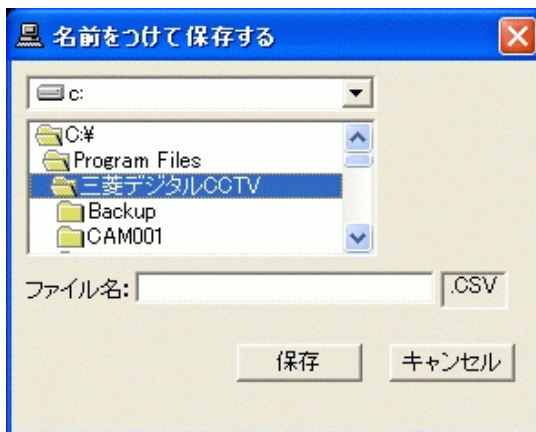 名前をつけて保存する
c:
C:¥
Program Files
三菱デジタルCCTV
Backup
CAM001
ファイル名:
.CSV
保存 キャンセル